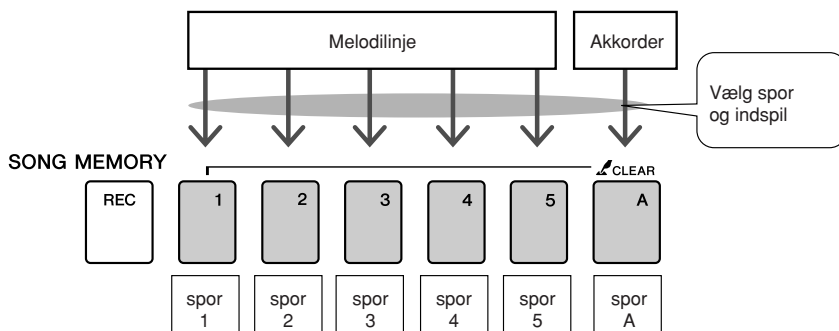 Melodilinje
Akkorder
Vælg spor
og indspil
SONG MEMORY
CLEAR
REC
1
2
3
4
5
A
spor
1
spor
2
spor
3
spor
4
spor
5
spor
A